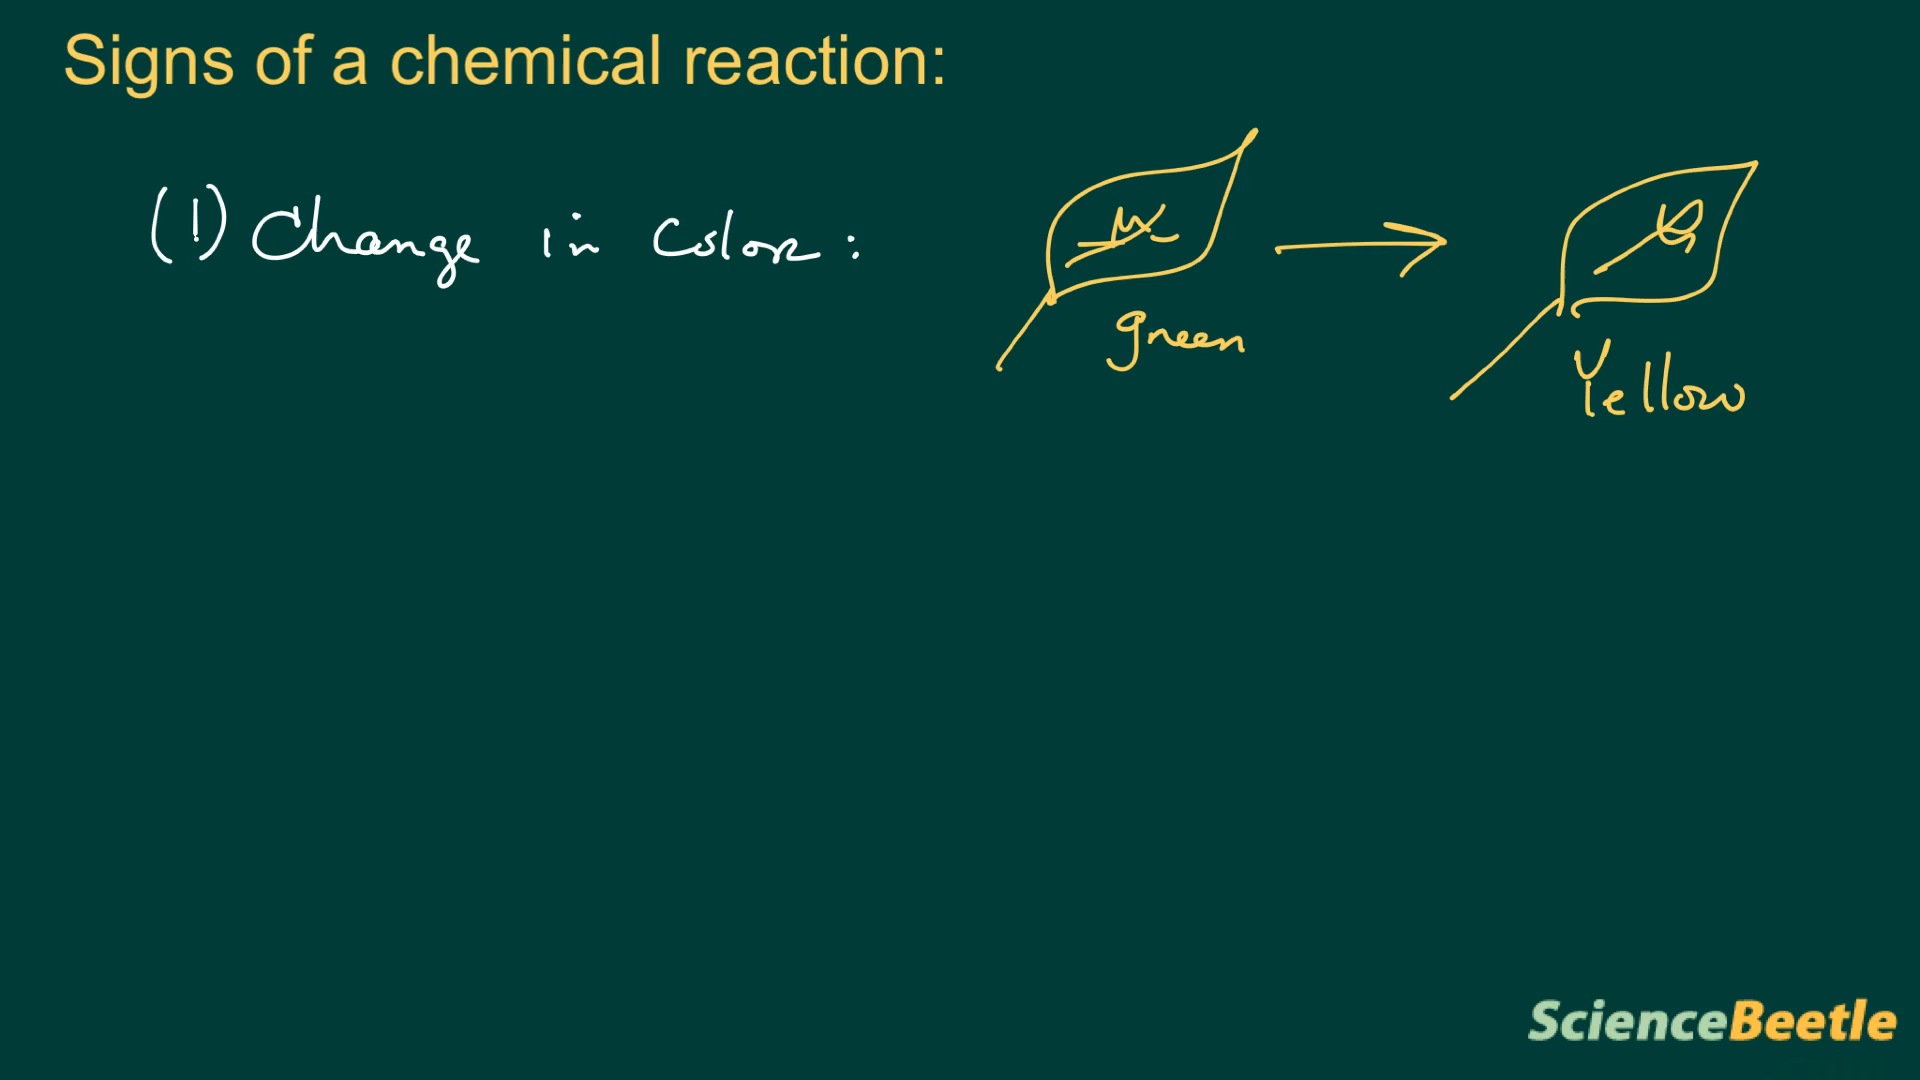 Signs of a chemical reaction:
(1) Change in Color:
green
Yellow
ScienceBeetle